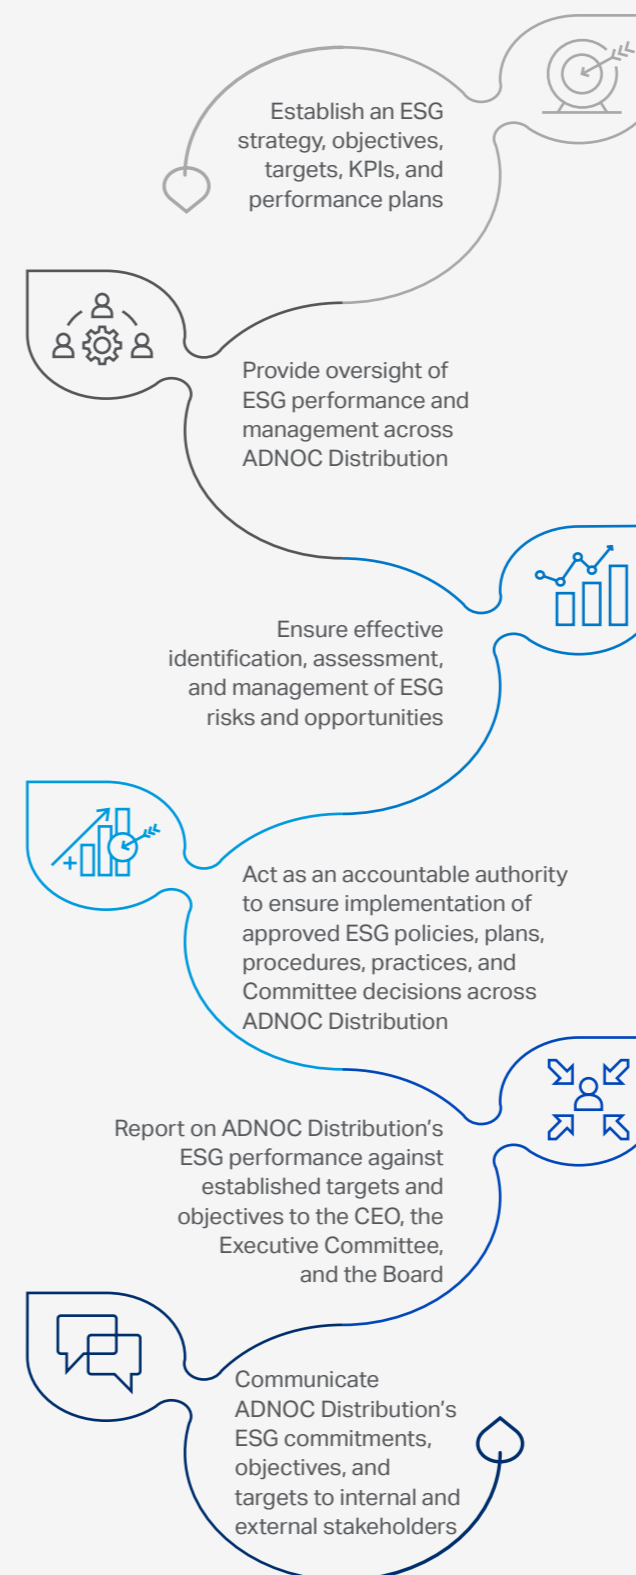 Establish an ESG
strategy, objectives,
targets, KPIs, and
performance plans
Provide oversight of
ESG performance and
management across
ADNOC Distribution
Ensure effective
identification, assessment,
and management of ESG
risks and opportunities
Act as an accountable authority
to ensure implementation of
approved ESG policies, plans,
procedures, practices, and
Committee decisions across
ADNOC Distribution
Report on ADNOC Distribution's
ESG performance against
established targets and
objectives to the CEO, the
Executive Committee,
and the Board
Communicate
ADNOC Distribution's
ESG commitments,
objectives, and
targets to internal and
external stakeholders